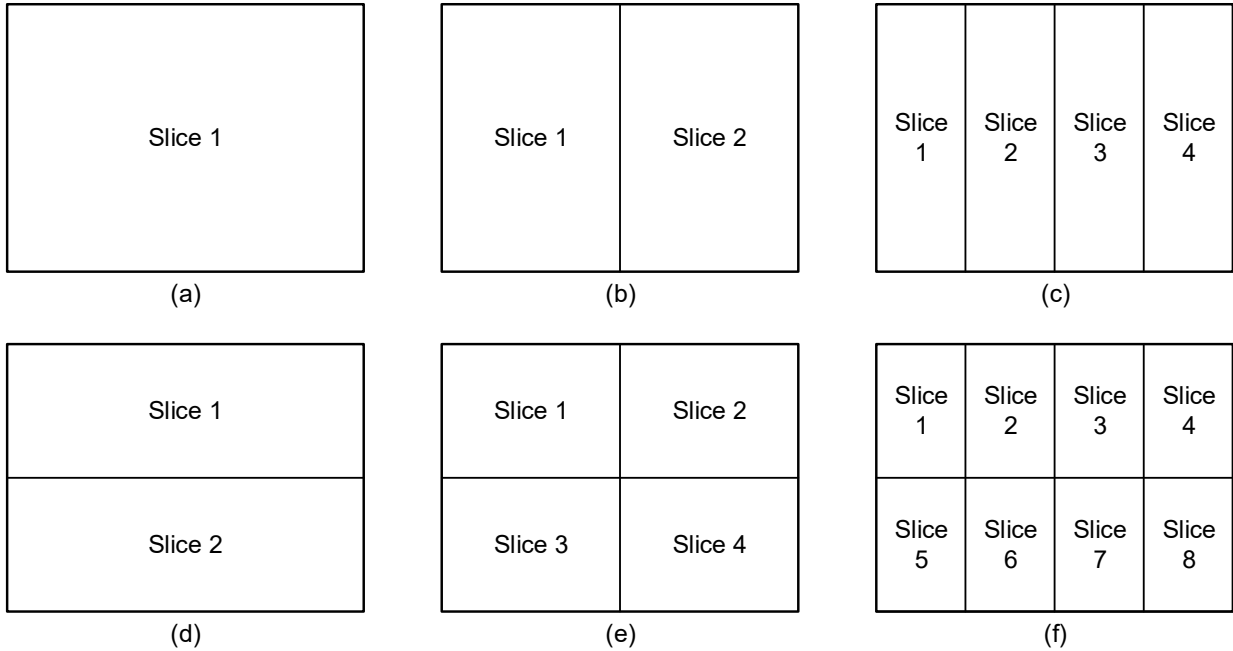 Slice 1
(a)
Slice 1
Slice 2
(b)
Slice
1
Slice
2
Slice
3
Slice
4
(c)
Slice 1
Slice 2
(d)
Slice 1
Slice 2
Slice 3
Slice 4
(e)
Slice
1
Slice
2
Slice
3
Slice
4
Slice
5
Slice
6
Slice
7
Slice
8
(f)